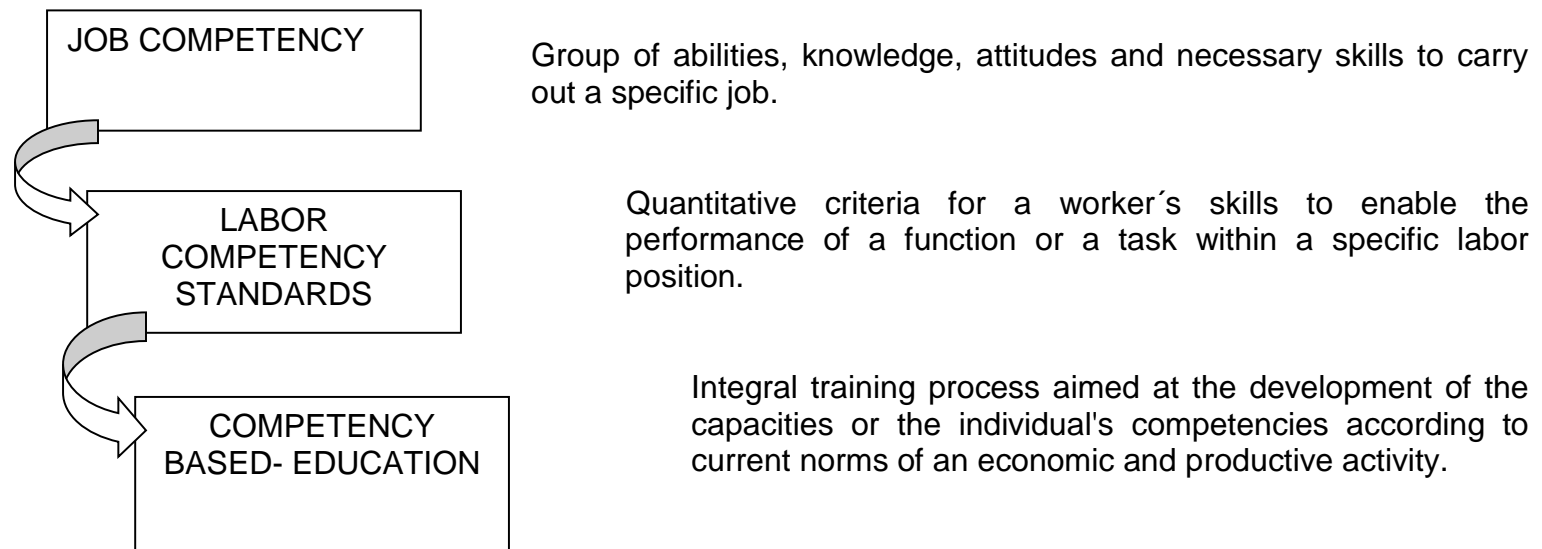 JOB COMPETENCY
Group of abilities, knowledge, attitudes and necessary skills to carry
out a specific job.
LABOR
COMPETENCY
STANDARDS
Quantitative criteria for a worker´s skills to enable the
performance of a function or a task within a specific labor
position.
COMPETENCY
BASED- EDUCATION
Integral training process aimed at the development of the
capacities or the individual's competencies according to
current norms of an economic and productive activity.